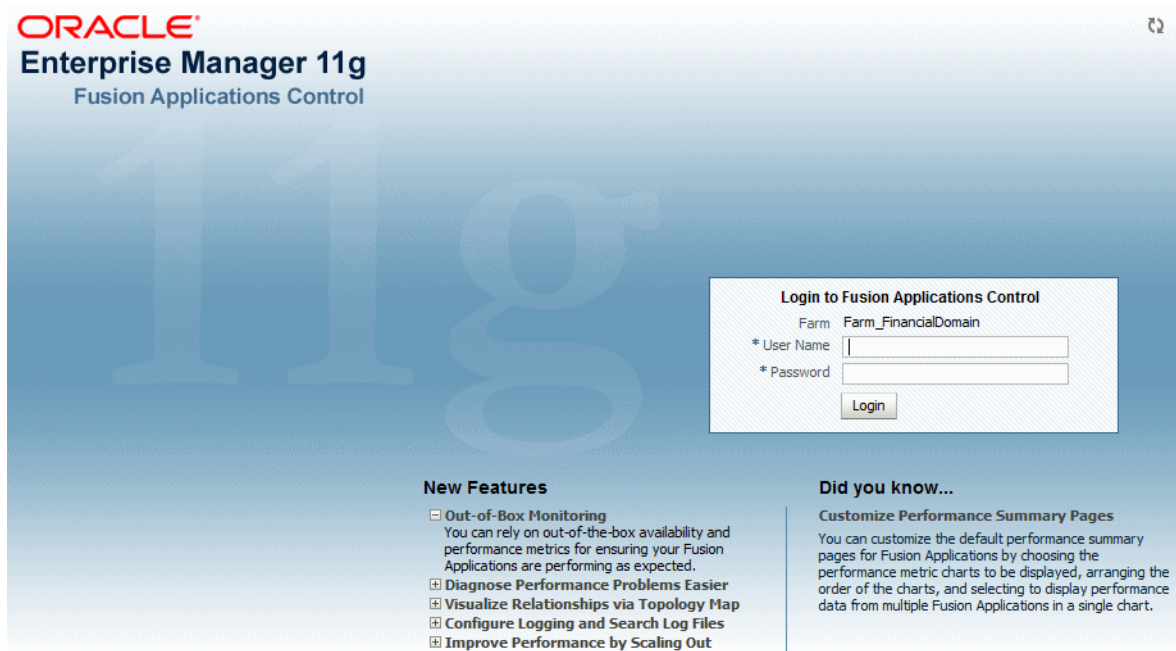 ORACLE
Enterprise Manager 11g
Fusion Applications Control
11g
Login to Fusion Applications Control
Farm Farm_FinancialDomain
* User Name
* Password
Login
New Features
Out-of-Box Monitoring
You can rely on out-of-the-box availability and
performance metrics for ensuring your Fusion
Applications are performing as expected.
Diagnose Performance Problems Easier
Visualize Relationships via Topology Map
Configure Logging and Search Log Files
Improve Performance by Scaling Out
Did you know...
Customize Performance Summary Pages
You can customize the default performance summary
pages for Fusion Applications by choosing the
performance metric charts to be displayed, arranging the
order of the charts, and selecting to display performance
data from multiple Fusion Applications in a single chart.